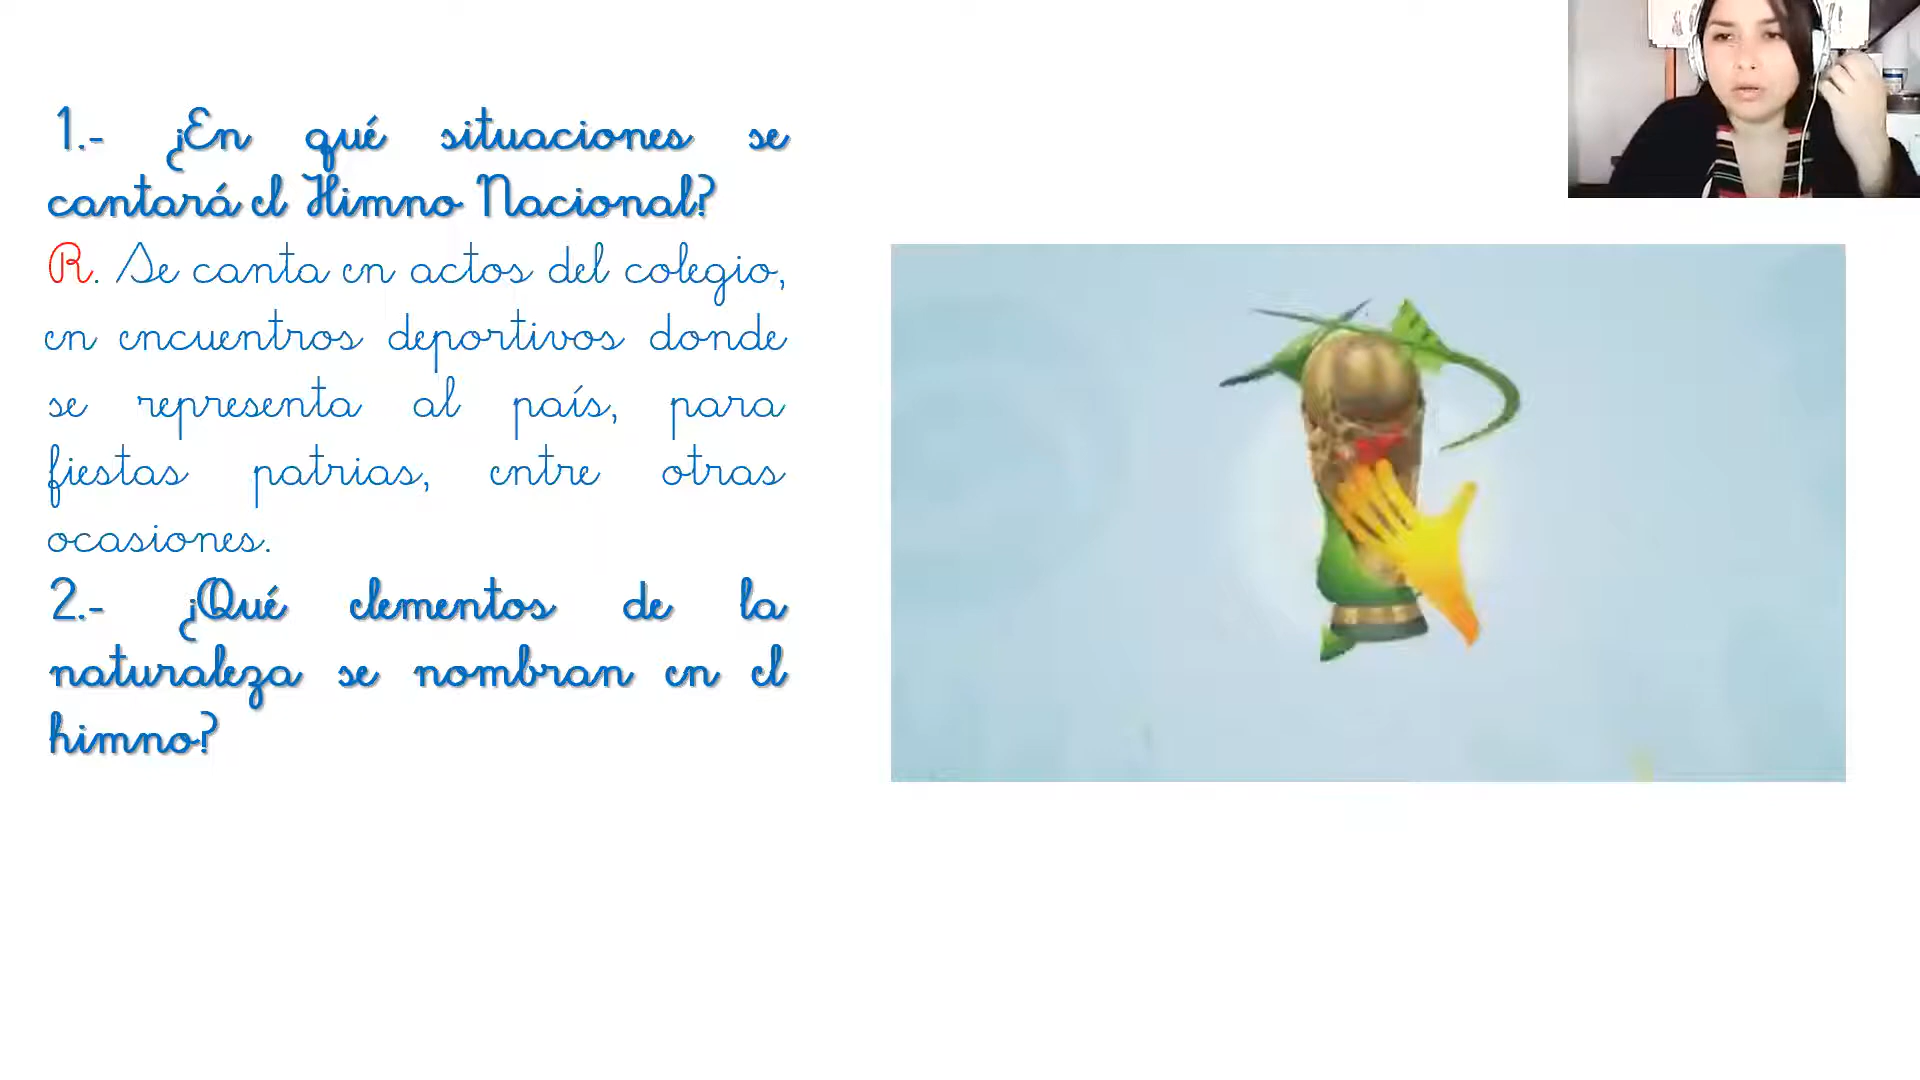 1.- ¿En qué situaciones se
cantará el Himno Nacional?
R. Se canta en actos del colegio,
en encuentros deportivos donde
se representa al país, para
fiestas patrias, entre otras
ocasiones.
2.- ¿Qué elementos de la
naturaleza se nombran en el
himno?